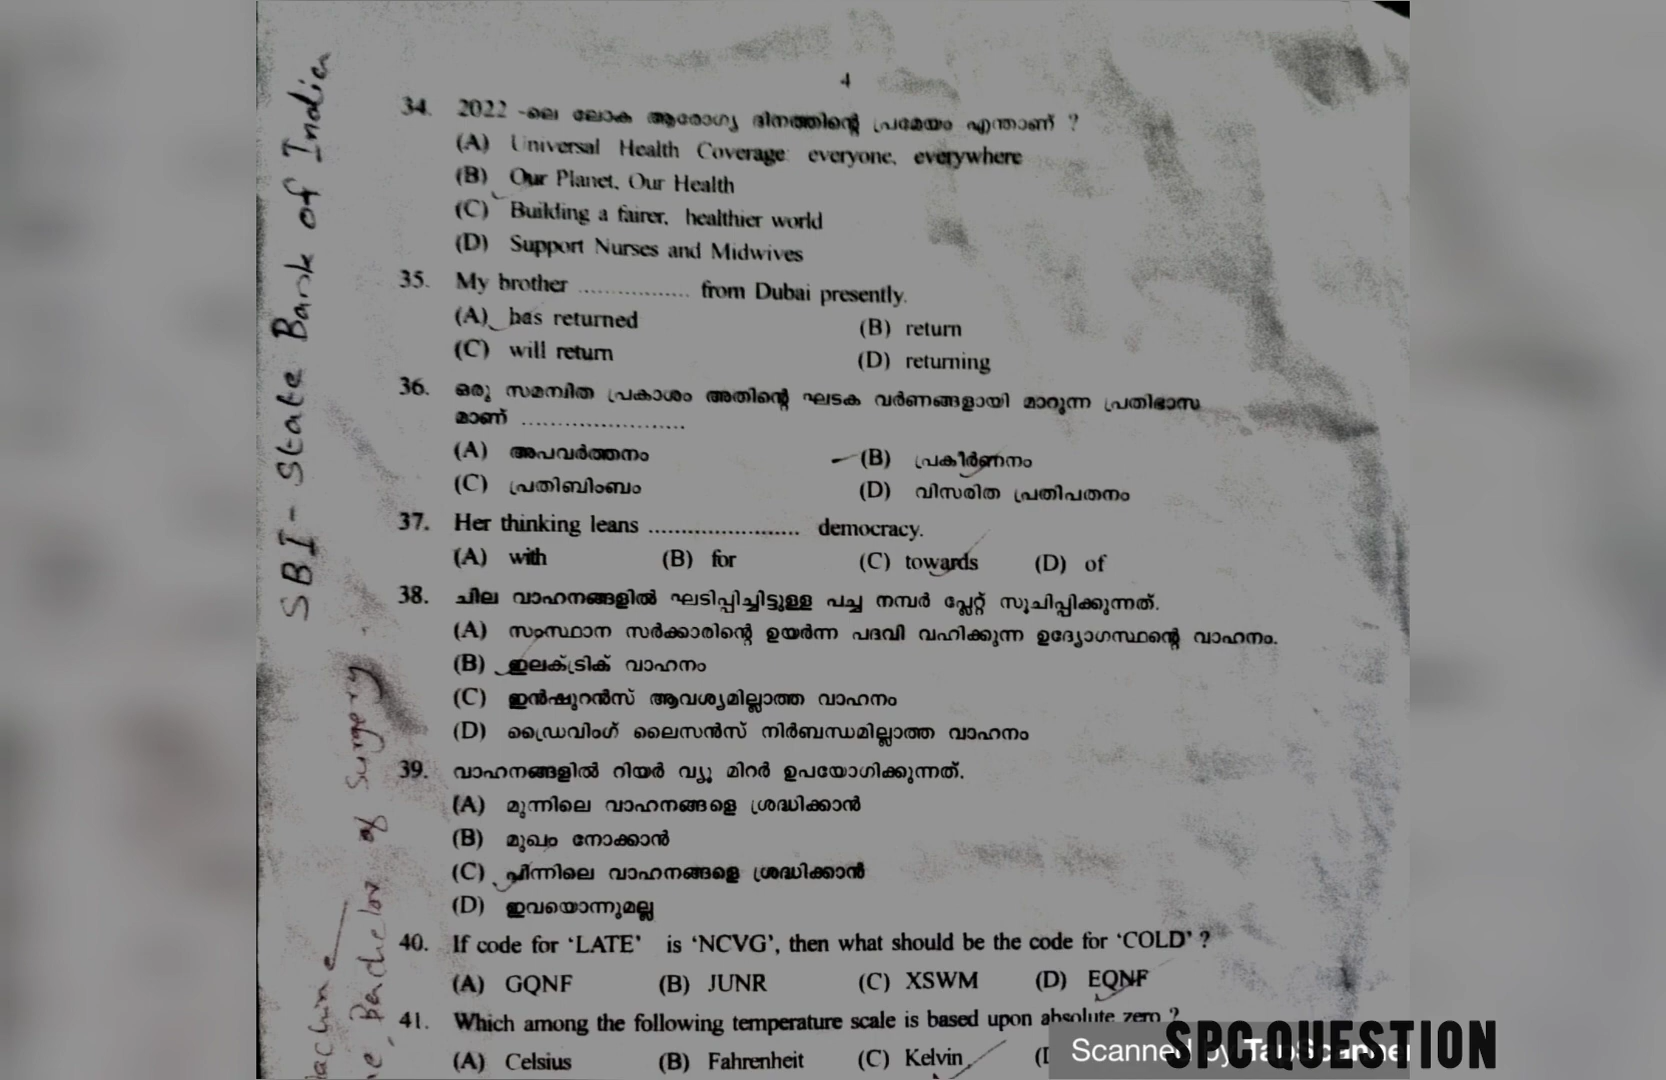 4
34. 2022 -ലെ ലോക ആരോഗ്യ ദിനത്തിന്റെ പ്രമേയം എന്താണ് ?
(A) Universal Health Coverage: everyone, everywhere
(B) Our Planet, Our Health
(C) Building a fairer, healthier world
(D) Support Nurses and Midwives
35. My brother ................. from Dubai presently.
(A) has returned (B) return
(C) will return (D) returning
36. ഒരു സമന്വിത പ്രകാശം അതിന്റെ ഘടക വർണങ്ങളായി മാറുന്ന പ്രതിഭാസ
മാണ് .........................
(A) അപവർത്തനം (B) പ്രകീർണനം
(C) പ്രതിബിംബം (D) വിസരിത പ്രതിപതനം
37. Her thinking leans ....................... democracy.
(A) with (B) for (C) towards (D) of
38. ചില വാഹനങ്ങളിൽ ഘടിപ്പിച്ചിട്ടുള്ള പച്ച നമ്പർ പ്ലേറ്റ് സൂചിപ്പിക്കുന്നത്.
(A) സംസ്ഥാന സർക്കാരിന്റെ ഉയർന്ന പദവി വഹിക്കുന്ന ഉദ്യോഗസ്ഥന്റെ വാഹനം.
(B) ഇലക്ട്രിക് വാഹനം
(C) ഇൻഷുറൻസ് ആവശ്യമില്ലാത്ത വാഹനം
(D) ഡ്രൈവിംഗ് ലൈസൻസ് നിർബന്ധമില്ലാത്ത വാഹനം
39. വാഹനങ്ങളിൽ റിയർ വ്യൂ മിറർ ഉപയോഗിക്കുന്നത്.
(A) മുന്നിലെ വാഹനങ്ങളെ ശ്രദ്ധിക്കാൻ
(B) മുഖം നോക്കാൻ
(C) പിന്നിലെ വാഹനങ്ങളെ ശ്രദ്ധിക്കാൻ
(D) ഇവയൊന്നുമല്ല
40. If code for ‘LATE’ is ‘NCVG’, then what should be the code for ‘COLD’ ?
(A) GQNF (B) JUNR (C) XSWM (D) EQNF
41. Which among the following temperature scale is based upon absolute zero ?
(A) Celsius (B) Fahrenheit (C) Kelvin
SBI - State Bank of India
Bachelor of Surgery
Scanned by TapScanner
SPC QUESTION